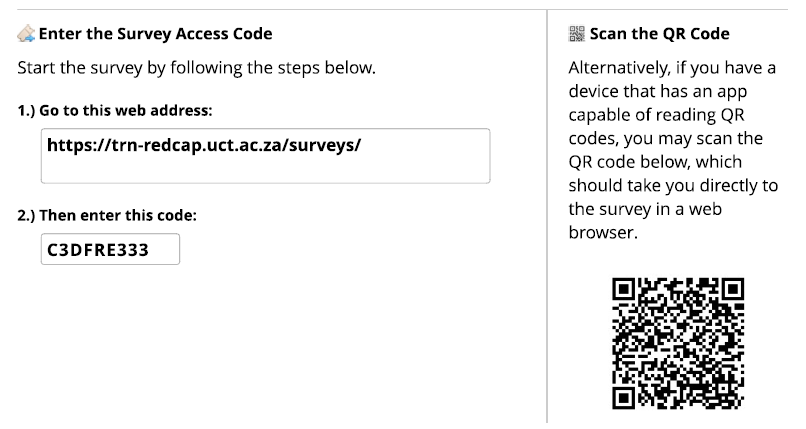 Enter the Survey Access Code
Start the survey by following the steps below.
1.) Go to this web address:
https://trn-redcap.uct.ac.za/surveys/
2.) Then enter this code:
C3DFRE333
Scan the QR Code
Alternatively, if you have a
device that has an app
capable of reading QR
codes, you may scan the
QR code below, which
should take you directly to
the survey in a web
browser.